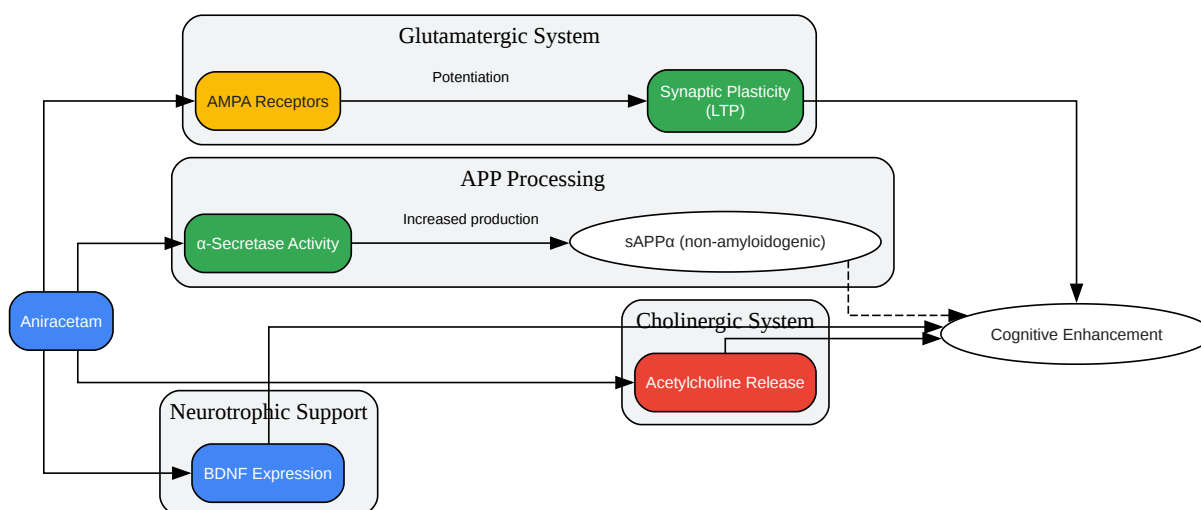 Glutamatergic System
Potentiation
AMPA Receptors
Synaptic Plasticity
(LTP)
APP Processing
Increased production
α-Secretase Activity
sAPPα (non-amyloidogenic)
Aniracetam
Cholinergic System
Cognitive Enhancement
Acetylcholine Release
Neurotrophic Support
BDNF Expression